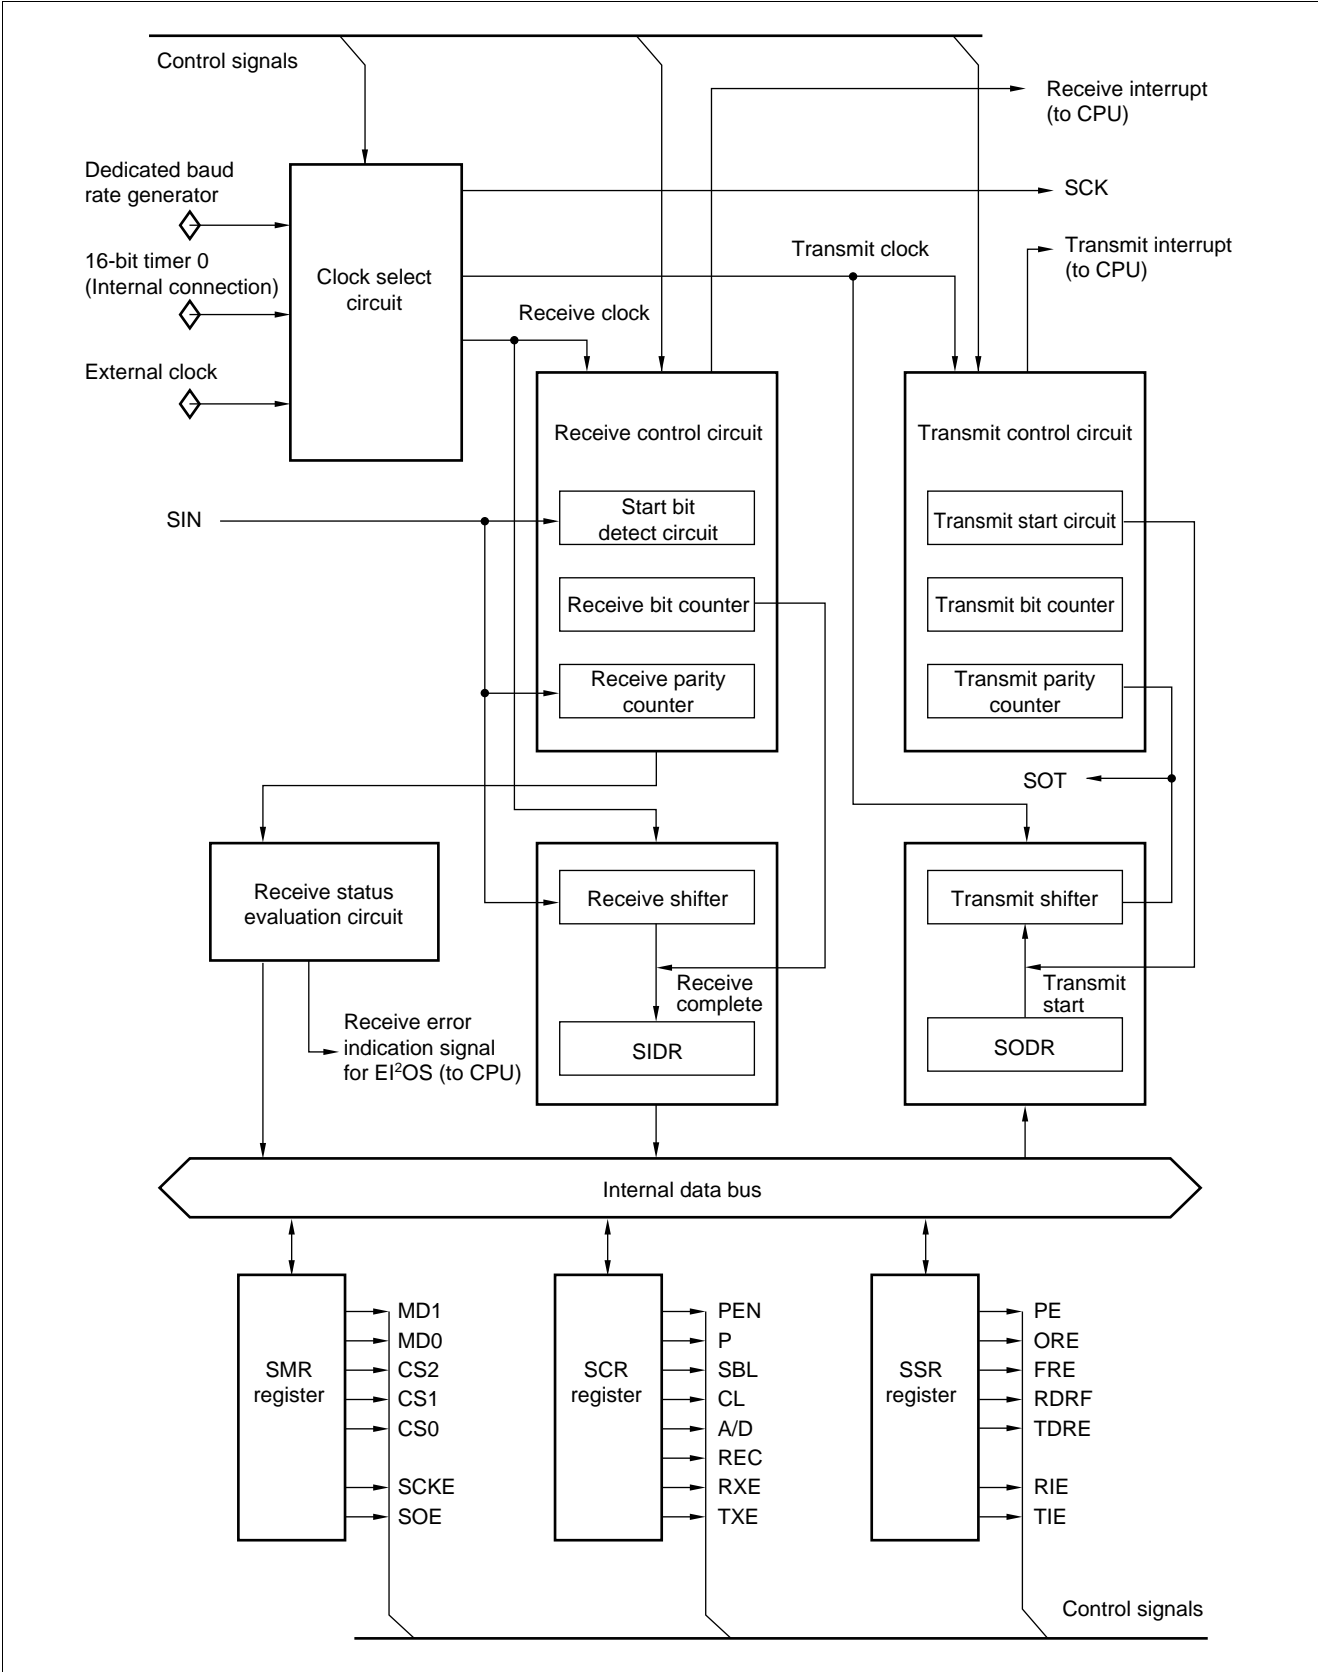 Control signals
Receive interrupt
(to CPU)
Dedicated baud
rate generator
SCK
Transmit clock
Transmit interrupt
(to CPU)
16-bit timer 0
(Internal connection)
Clock select
circuit
Receive clock
External clock
Receive control circuit
Transmit control circuit
SIN
Start bit
detect circuit
Transmit start circuit
Receive bit counter
Transmit bit counter
Receive parity
counter
Transmit parity
counter
SOT
Receive status
evaluation circuit
Receive shifter
Transmit shifter
Receive
complete
Transmit
start
Receive error
indication signal
for EI²OS (to CPU)
SIDR
SODR
Internal data bus
SMR
register
MD1
MD0
CS2
CS1
CS0
SCKE
SOE
SCR
register
PEN
P
SBL
CL
A/D
REC
RXE
TXE
SSR
register
PE
ORE
FRE
RDRF
TDRE
RIE
TIE
Control signals